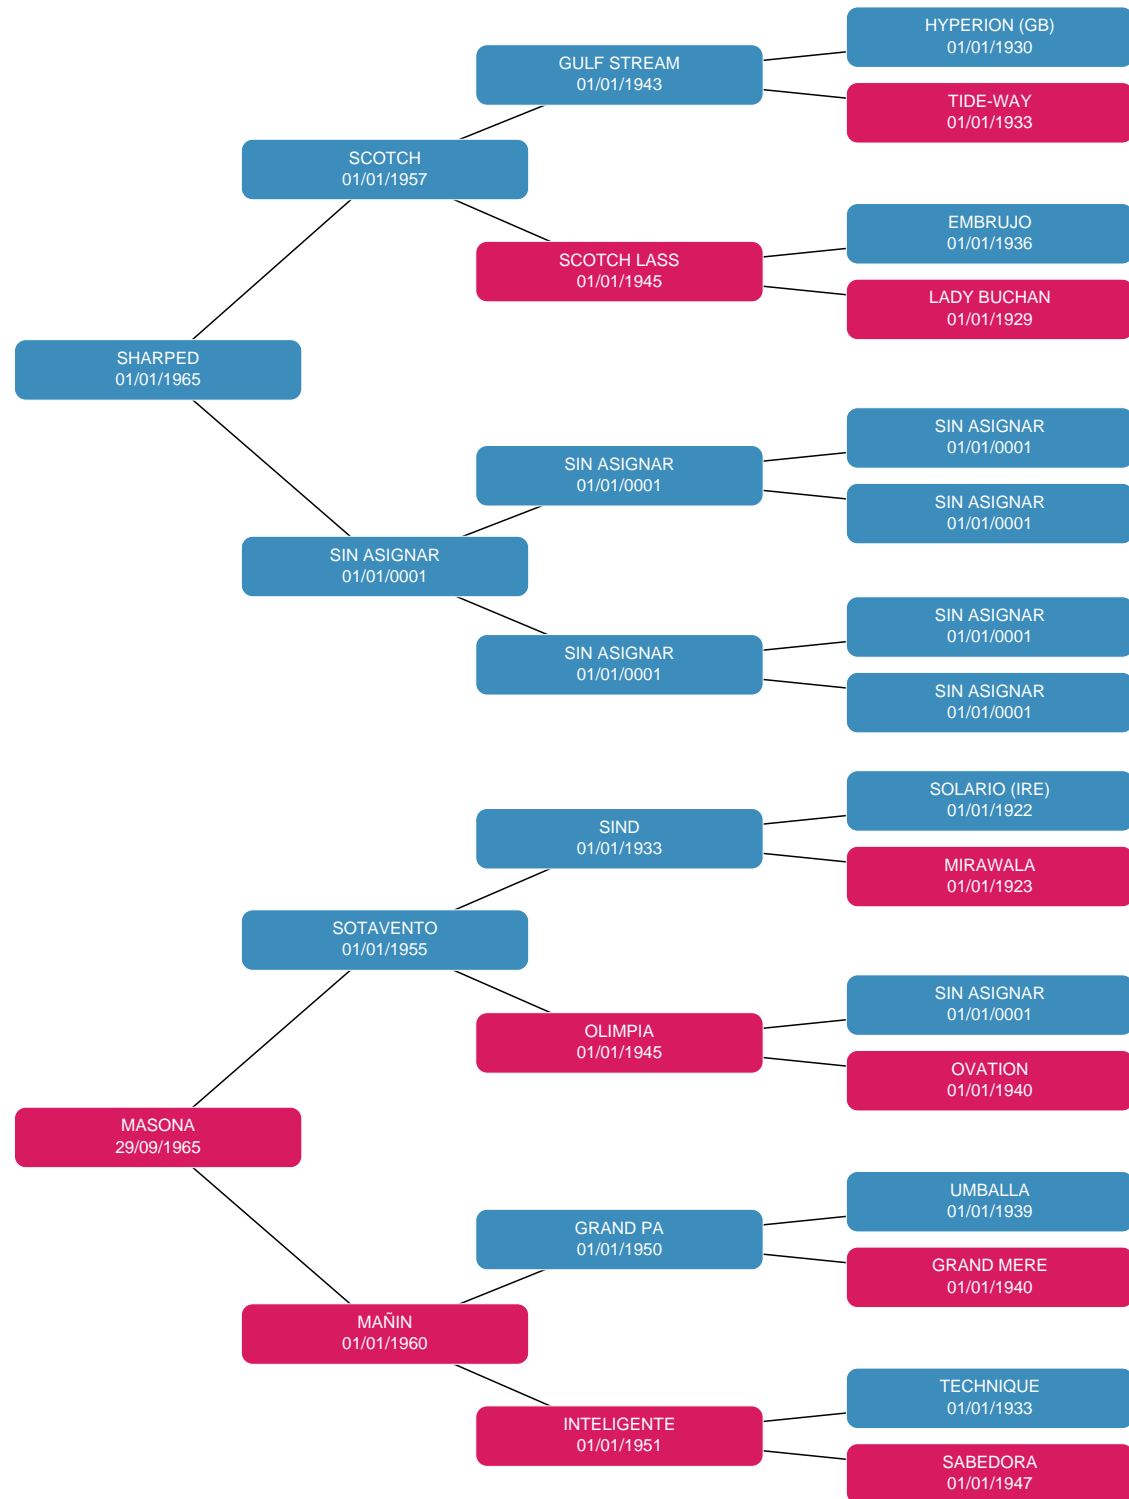 HYPERION (GB)
01/01/1930
GULF STREAM
01/01/1943
TIDE-WAY
01/01/1933
SCOTCH
01/01/1957
EMBRUJO
01/01/1936
SCOTCH LASS
01/01/1945
LADY BUCHAN
01/01/1929
SHARPED
01/01/1965
SIN ASIGNAR
01/01/0001
SIN ASIGNAR
01/01/0001
SIN ASIGNAR
01/01/0001
SIN ASIGNAR
01/01/0001
SIN ASIGNAR
01/01/0001
SIN ASIGNAR
01/01/0001
SIN ASIGNAR
01/01/0001
SOLARIO (IRE)
01/01/1922
SIND
01/01/1933
MIRAWALA
01/01/1923
SOTAVENTO
01/01/1955
SIN ASIGNAR
01/01/0001
OLIMPIA
01/01/1945
OVATION
01/01/1940
MASONA
29/09/1965
UMBALLA
01/01/1939
GRAND PA
01/01/1950
GRAND MERE
01/01/1940
MAÑIN
01/01/1960
TECHNIQUE
01/01/1933
INTELIGENTE
01/01/1951
SABEDORA
01/01/1947